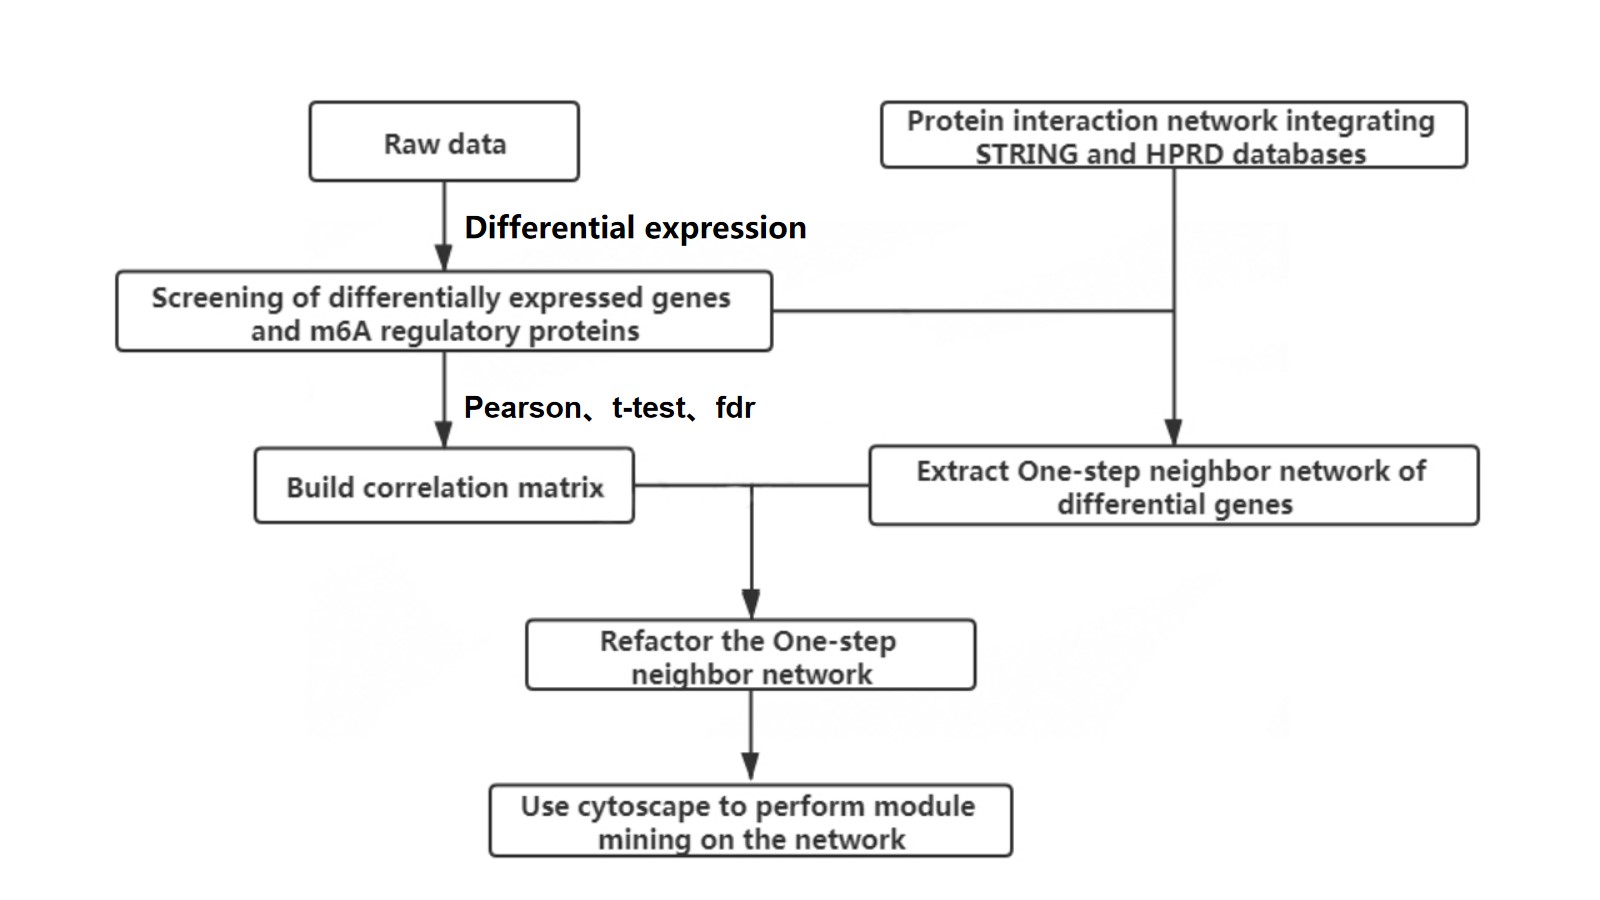 Raw data
Protein interaction network integrating
STRING and HPRD databases
Differential expression
Screening of differentially expressed genes
and m6A regulatory proteins
Pearson、t-test、fdr
Build correlation matrix
Extract One-step neighbor network of
differential genes
Refactor the One-step
neighbor network
Use cytoscape to perform module
mining on the network